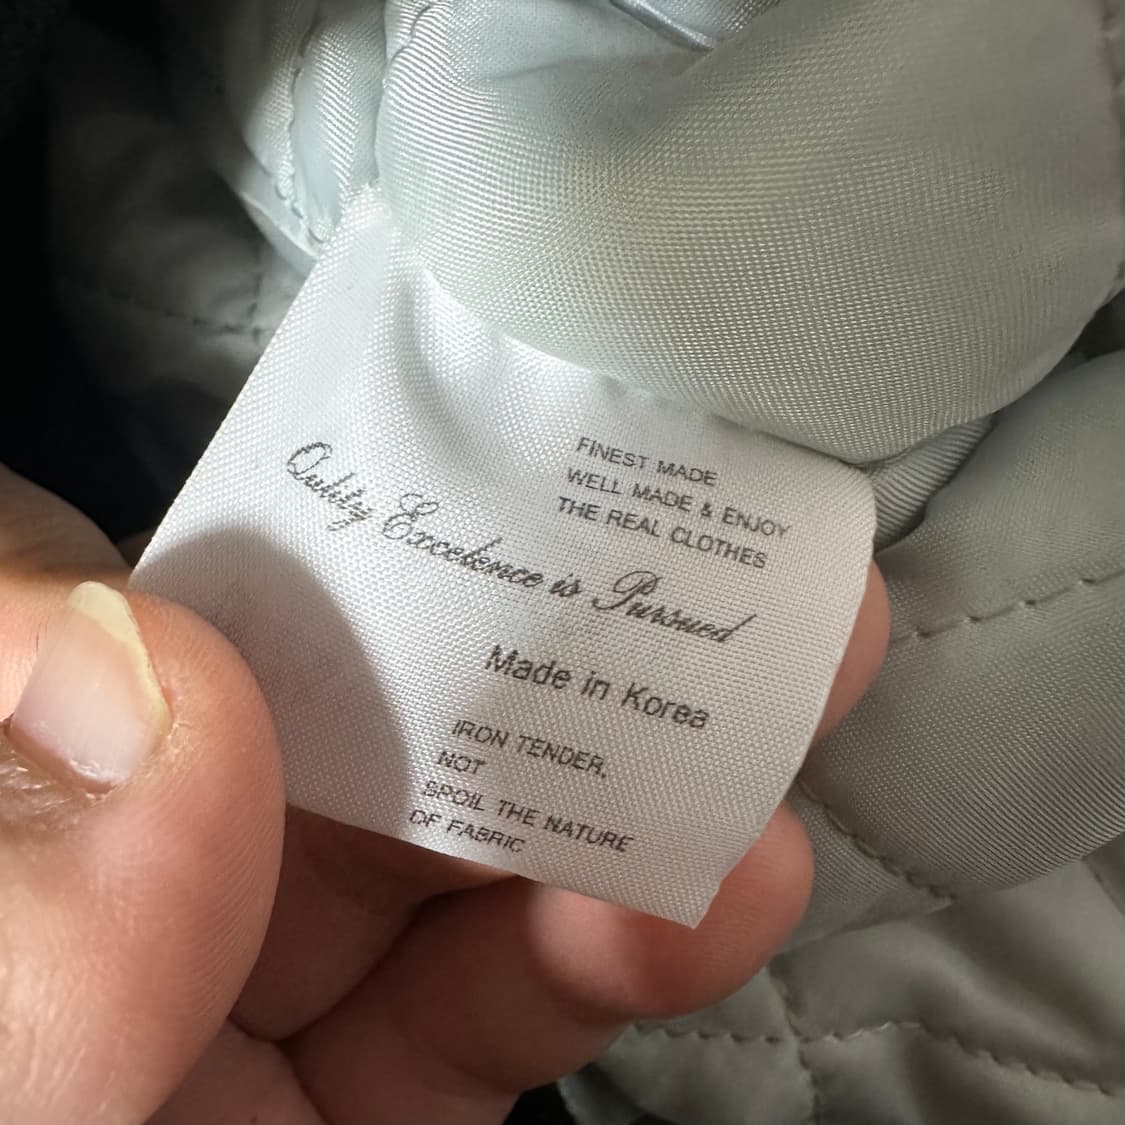 FINEST MADE
WELL MADE & ENJOY
THE REAL CLOTHES
Quality Excellence is Pursued
Made in Korea
IRON TENDER,
NOT
SPOIL THE NATURE
OF FABRIC